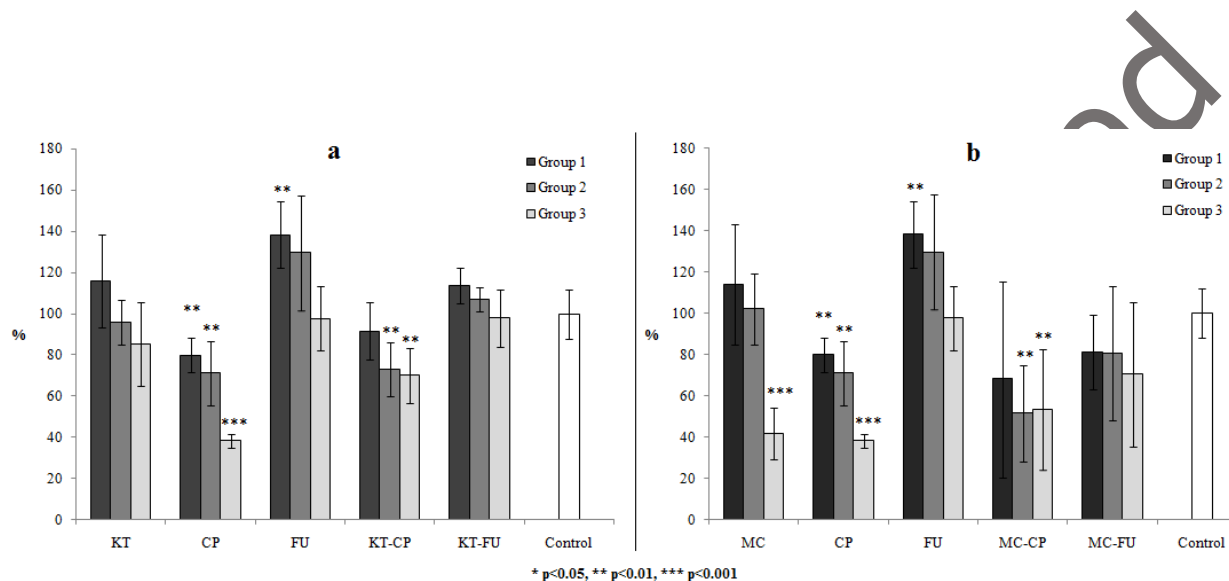 a
180
160
140
120
100
80
60
40
20
0
%
Group 1
Group 2
Group 3
**
**
**
***
**
**
KT
CP
FU
KT-CP
KT-FU
Control
b
180
160
140
120
100
80
60
40
20
0
%
Group 1
Group 2
Group 3
**
***
**
**
***
**
**
MC
CP
FU
MC-CP
MC-FU
Control
* p<0.05, ** p<0.01, *** p<0.001